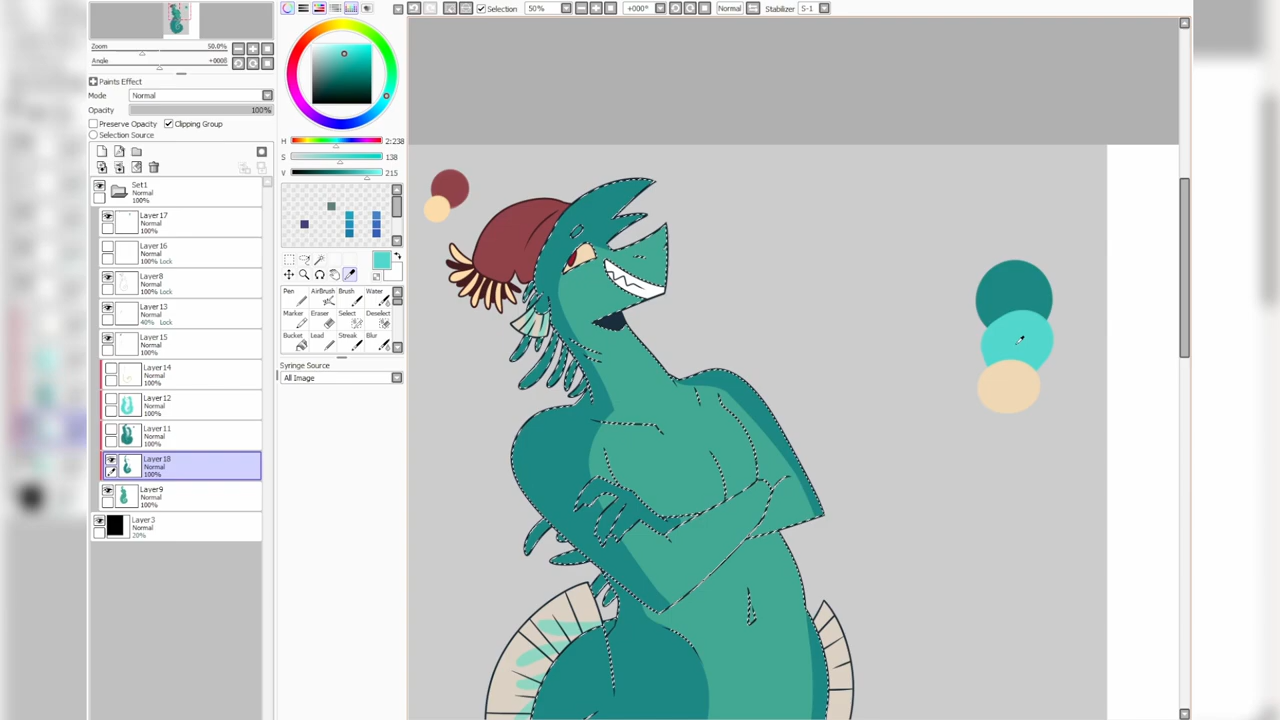 Selection 50% +000° Normal Stabilizer S-1
Zoom 50.0%
Angle +000θ
Paints Effect
Mode Normal
Opacity 100%
Preserve Opacity Clipping Group
Selection Source
H 2:238
S 138
V 215
Set1
Normal
100%
Layer17
Normal
100%
Layer16
Normal
100% Lock
Layer8
Normal
100% Lock
Layer13
Normal
40% Lock
Layer15
Normal
100%
Layer14
Normal
100%
Layer12
Normal
100%
Layer11
Normal
100%
Layer18
Normal
100%
Layer9
Normal
100%
Layer3
Normal
20%
Pen AirBrush Brush Water
Marker Eraser Select Deselect
Bucket Lead Streak Blur
Syringe Source
All Image